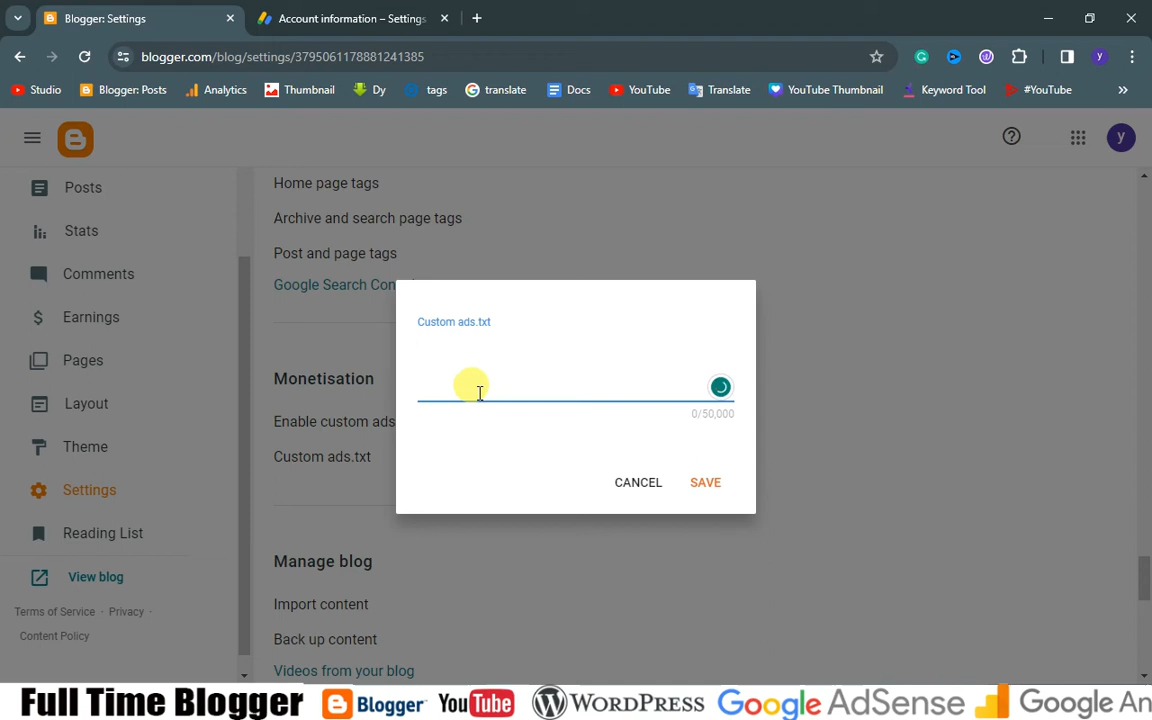 Blogger: Settings
Account information – Settings
blogger.com/blog/settings/3795061178881241385
y
Studio
Blogger: Posts
Analytics
Thumbnail
Dy
tags
translate
Docs
YouTube
Translate
YouTube Thumbnail
Keyword Tool
#YouTube
y
Posts
Stats
Comments
Earnings
Pages
Layout
Theme
Settings
Reading List
View blog
Terms of Service · Privacy ·
Content Policy
Home page tags
Archive and search page tags
Post and page tags
Google Search Con
Monetisation
Enable custom ads
Custom ads.txt
Manage blog
Import content
Back up content
Videos from your blog
Custom ads.txt
0/50,000
CANCEL
SAVE
Full Time Blogger Blogger YouTube WORDPRESS Google AdSense Google An